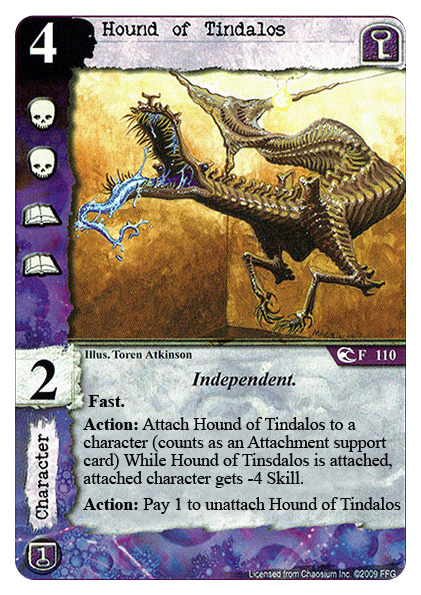 4
Hound of Tindalos
Illus. Toren Atkinson
F 110
2
Independent.
Fast.
Action: Attach Hound of Tindalos to a
character (counts as an Attachment support
card) While Hound of Tinsdalos is attached,
attached character gets -4 Skill.
Action: Pay 1 to unattach Hound of Tindalos
Character
1
Licensed from Chaosium Inc. ©2009 FFG